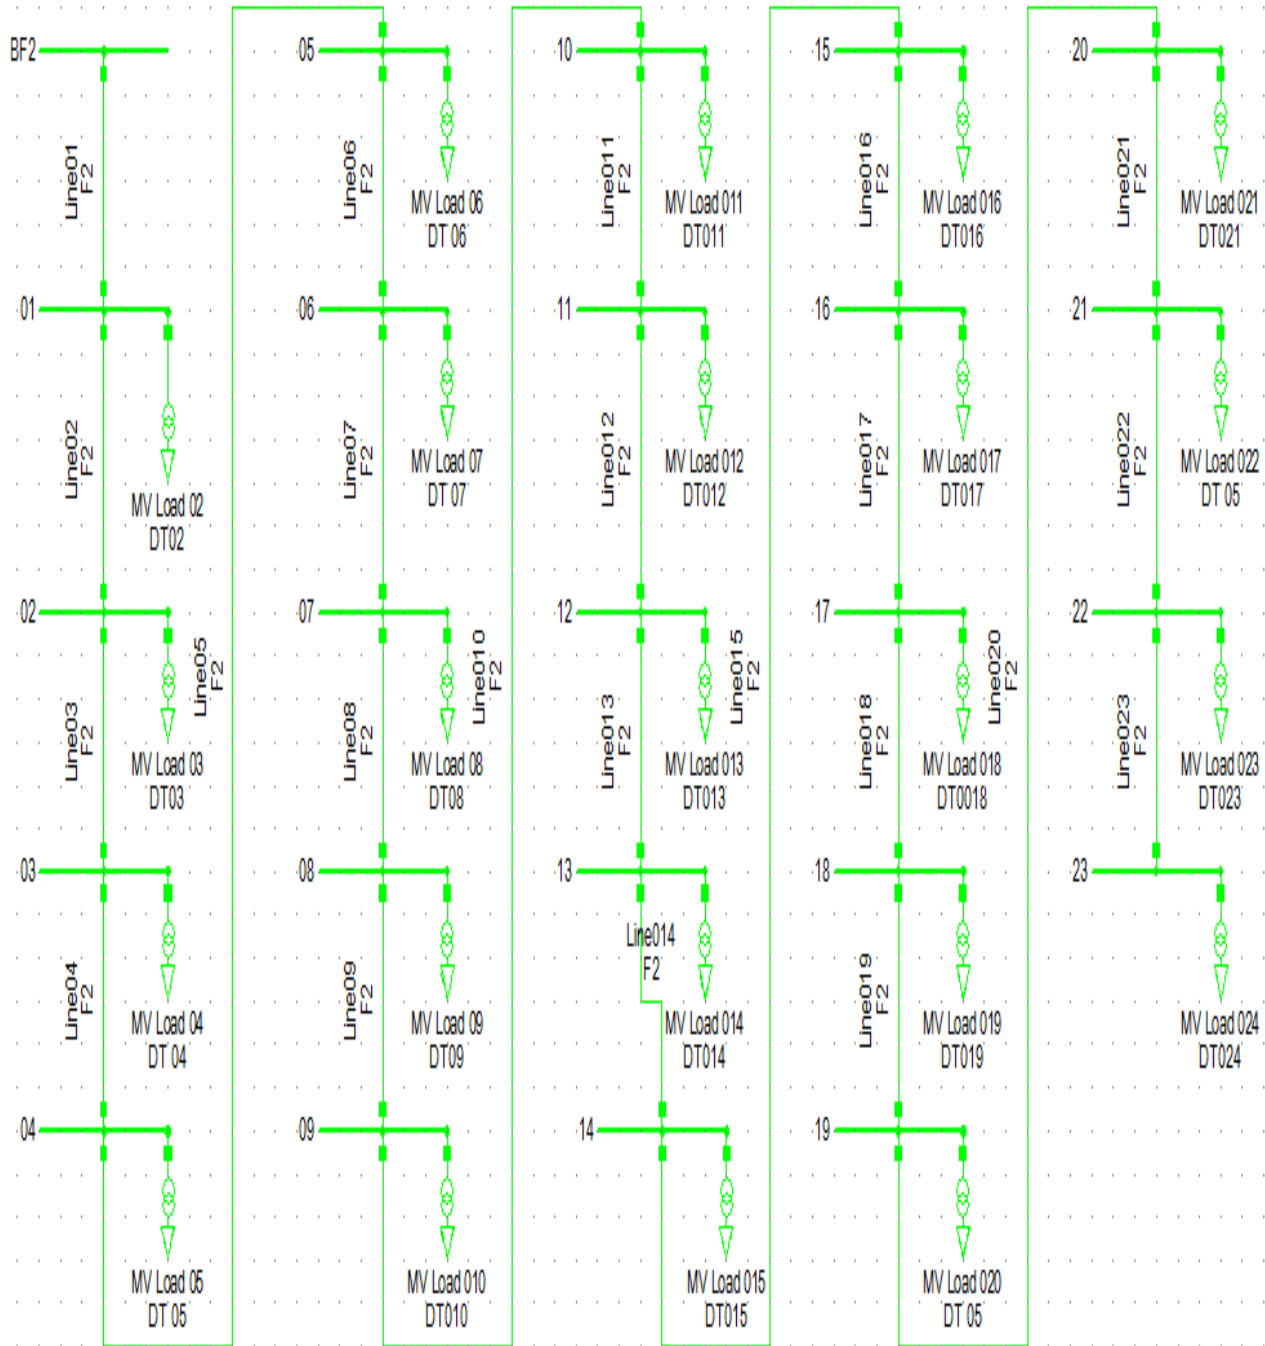 BF2
Line01
F2
01
Line02
F2
MV Load 02
DT02
02
Line03
F2
Line05
F2
MV Load 03
DT03
03
Line04
F2
MV Load 04
DT 04
04
MV Load 05
DT 05
05
Line06
F2
MV Load 06
DT 06
06
Line07
F2
MV Load 07
DT 07
07
Line08
F2
Line010
F2
MV Load 08
DT08
08
Line09
F2
MV Load 09
DT09
09
MV Load 010
DT010
10
Line011
F2
MV Load 011
DT011
11
Line012
F2
MV Load 012
DT012
12
Line013
F2
Line015
F2
MV Load 013
DT013
13
Line014
F2
MV Load 014
DT014
14
MV Load 015
DT015
15
Line016
F2
MV Load 016
DT016
16
Line017
F2
MV Load 017
DT017
17
Line018
F2
Line020
F2
MV Load 018
DT0018
18
Line019
F2
MV Load 019
DT019
19
MV Load 020
DT 05
20
Line021
F2
MV Load 021
DT021
21
Line022
F2
MV Load 022
DT 05
22
Line023
F2
MV Load 023
DT023
23
MV Load 024
DT024